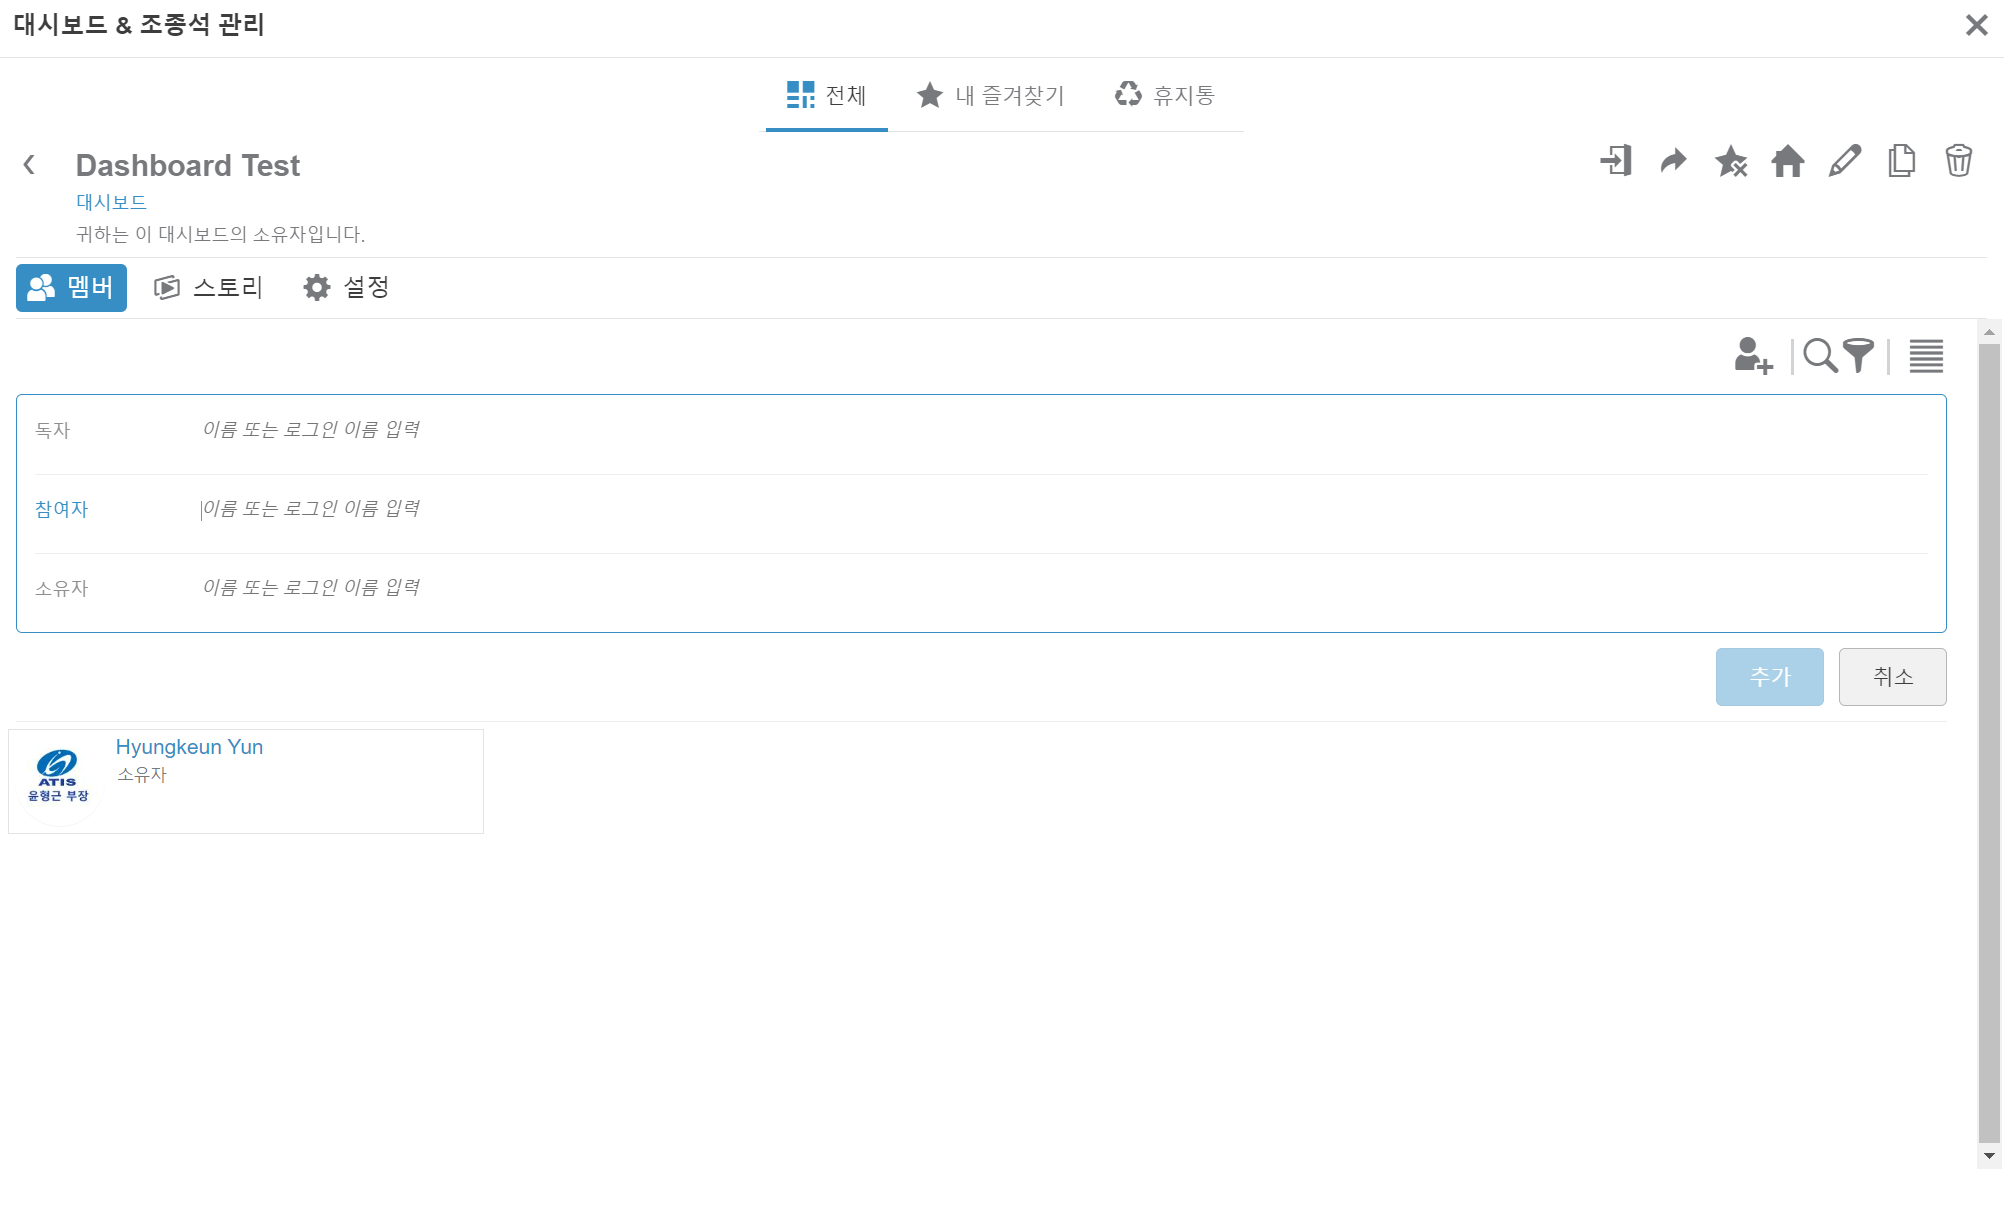 대시보드 & 조종석 관리
전체
내 즐겨찾기
휴지통
Dashboard Test
대시보드
귀하는 이 대시보드의 소유자입니다.
멤버
스토리
설정
독자
이름 또는 로그인 이름 입력
참여자
이름 또는 로그인 이름 입력
소유자
이름 또는 로그인 이름 입력
추가
취소
Hyungkeun Yun
소유자
ATIS
윤형근 부장